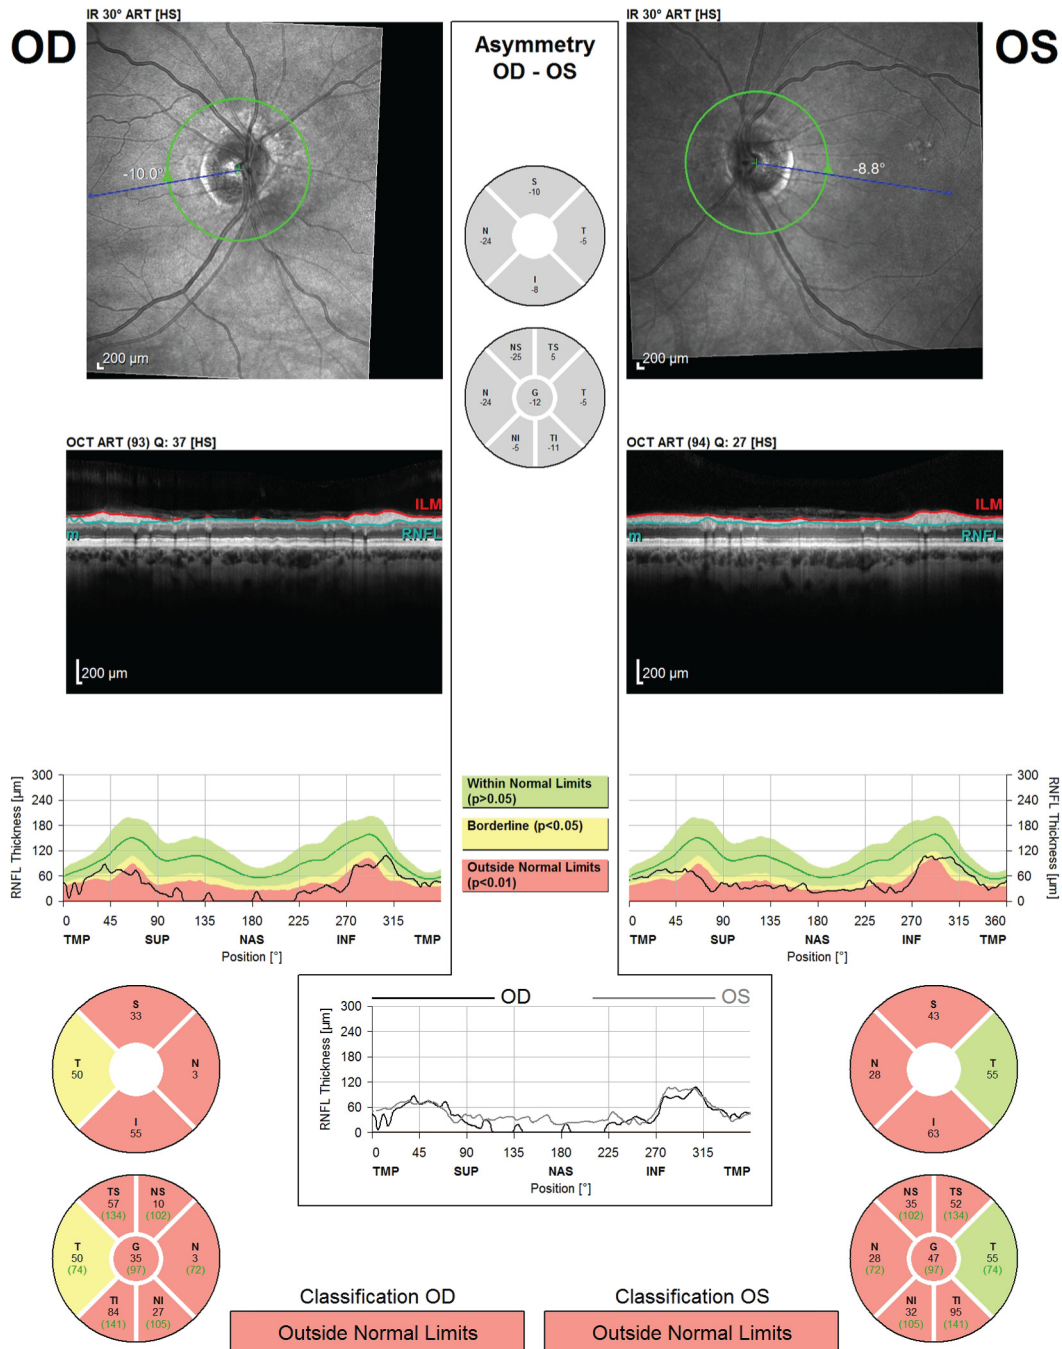 IR 30° ART [HS]
OD
-10.0°
200 µm
Asymmetry
OD - OS
S
-10
N
-24
T
-5
I
-8
NS
-25
TS
5
N
-24
G
-12
T
-5
NI
-5
TI
-11
IR 30° ART [HS]
OS
-8.8°
200 µm
OCT ART (93) Q: 37 [HS]
ILM
m
RNFL
200 µm
OCT ART (94) Q: 27 [HS]
ILM
m
RNFL
200 µm
RNFL Thickness [µm]
300
240
180
120
60
0
0 45 90 135 180 225 270 315
TMP SUP NAS INF TMP
Position [°]
Within Normal Limits
(p>0.05)
Borderline (p<0.05)
Outside Normal Limits
(p<0.01)
300
240
180
120
60
0
RNFL Thickness [µm]
0 45 90 135 180 225 270 315 360
TMP SUP NAS INF TMP
Position [°]
S
33
T
50
N
3
I
55
TS
57
(134)
NS
10
(102)
T
50
(74)
G
35
(97)
N
3
(72)
TI
84
(141)
NI
27
(105)
OD OS
RNFL Thickness [µm]
300
240
180
120
60
0
0 45 90 135 180 225 270 315
TMP SUP NAS INF TMP
Position [°]
S
43
N
28
T
55
I
63
NS
35
(102)
TS
52
(134)
N
28
(72)
G
47
(97)
T
55
(74)
NI
32
(105)
TI
95
(141)
Classification OD
Outside Normal Limits
Classification OS
Outside Normal Limits